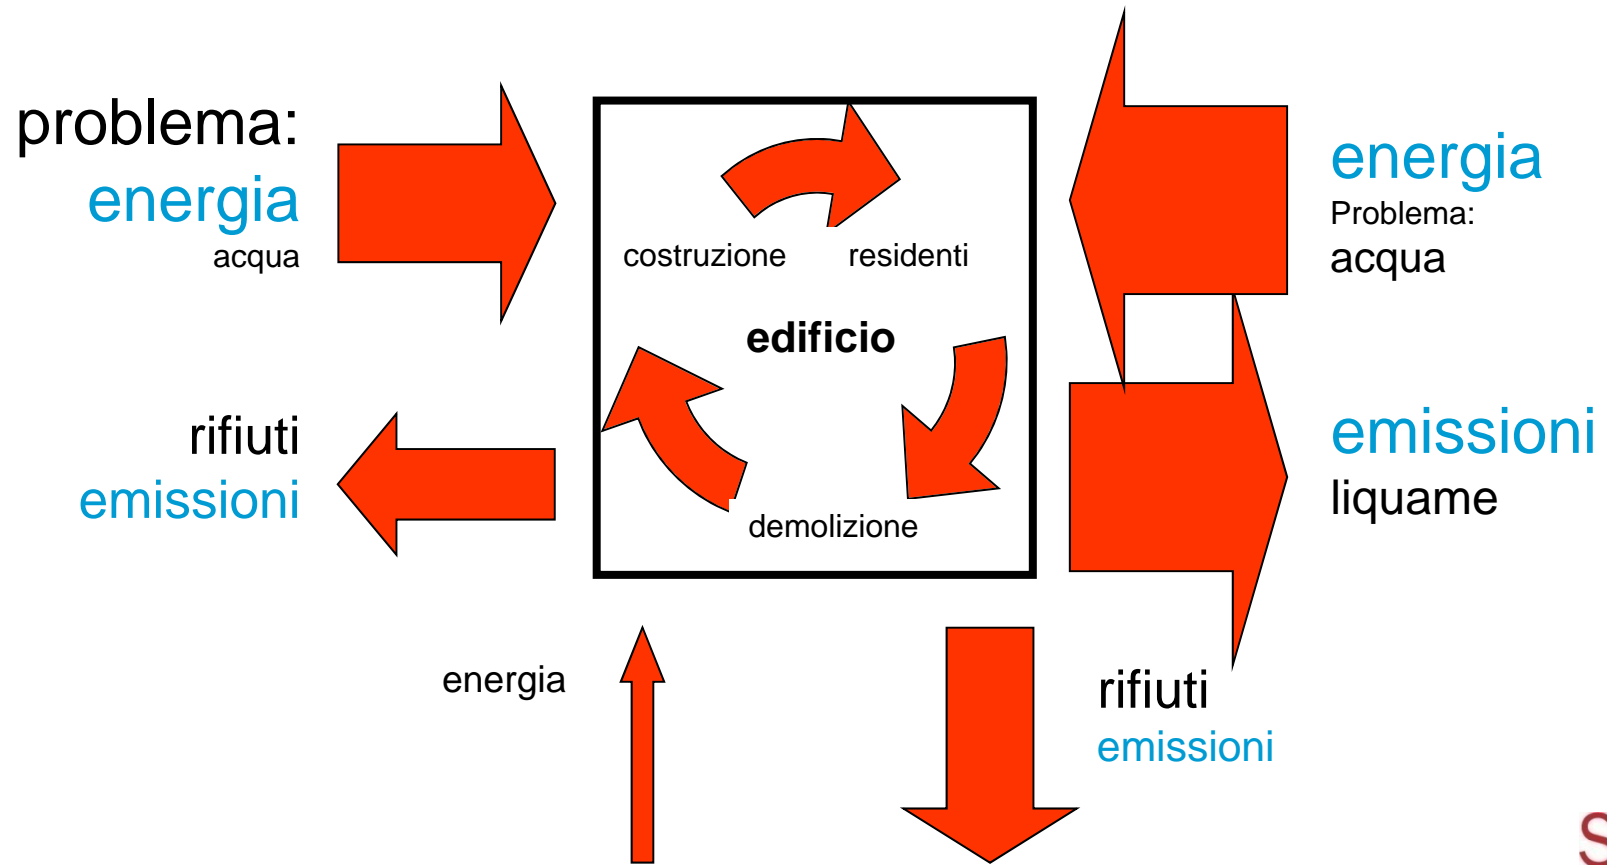 problema:
energia
acqua
rifiuti
emissioni
costruzione
residenti
edificio
demolizione
energia
Problema:
acqua
emissioni
liquame
energia
rifiuti
emissioni
S